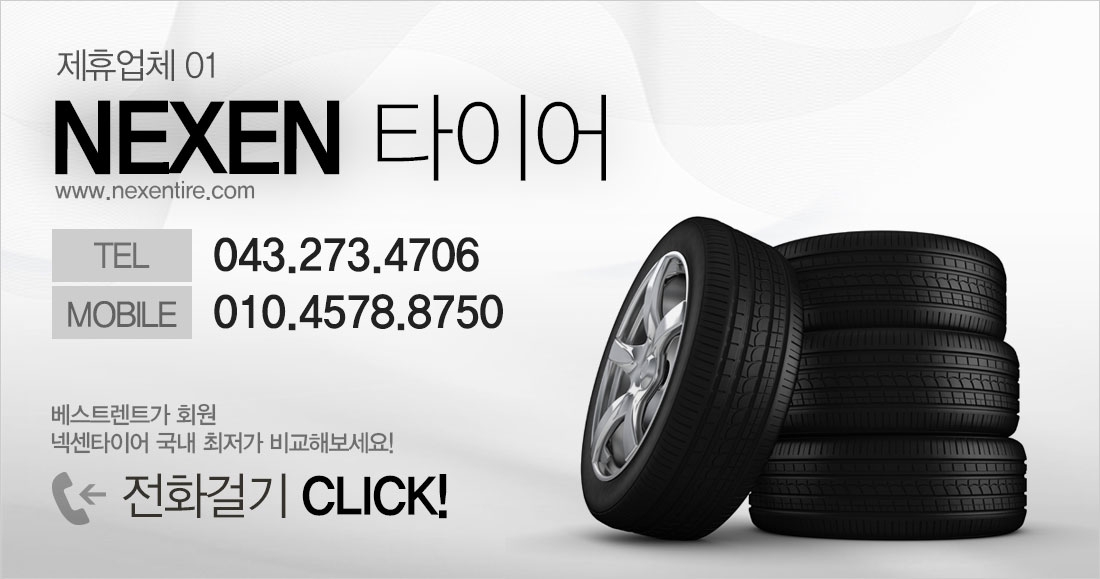 제휴업체 01
NEXEN 타이어
www.nexentire.com
TEL 043.273.4706
MOBILE 010.4578.8750
베스트렌트가 회원
넥센타이어 국내 최저가 비교해보세요!
전화걸기 CLICK!